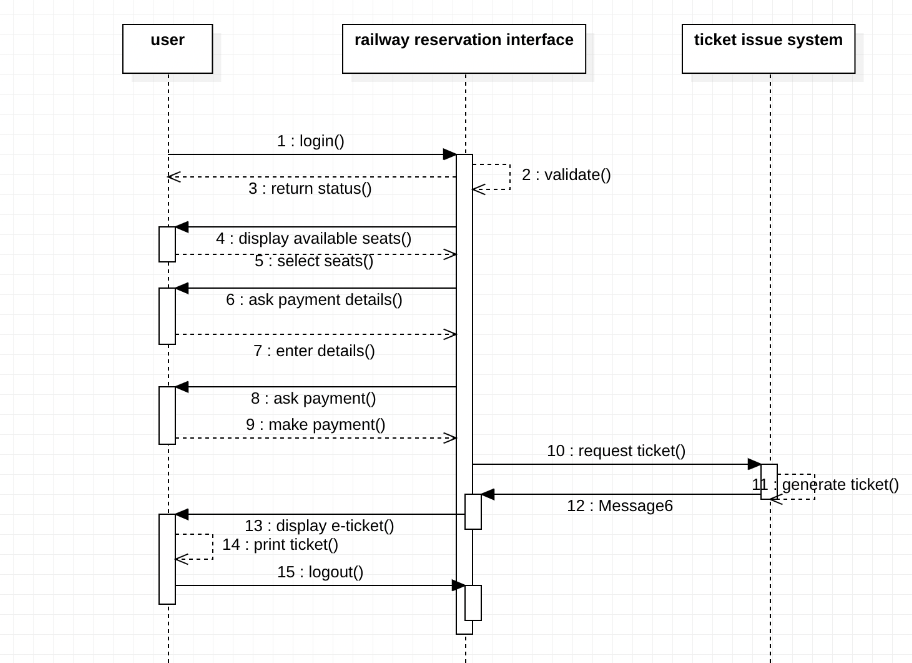 user
railway reservation interface
ticket issue system
1 : login()
2 : validate()
3 : return status()
4 : display available seats()
5 : select seats()
6 : ask payment details()
7 : enter details()
8 : ask payment()
9 : make payment()
10 : request ticket()
11 : generate ticket()
12 : Message6
13 : display e-ticket()
14 : print ticket()
15 : logout()